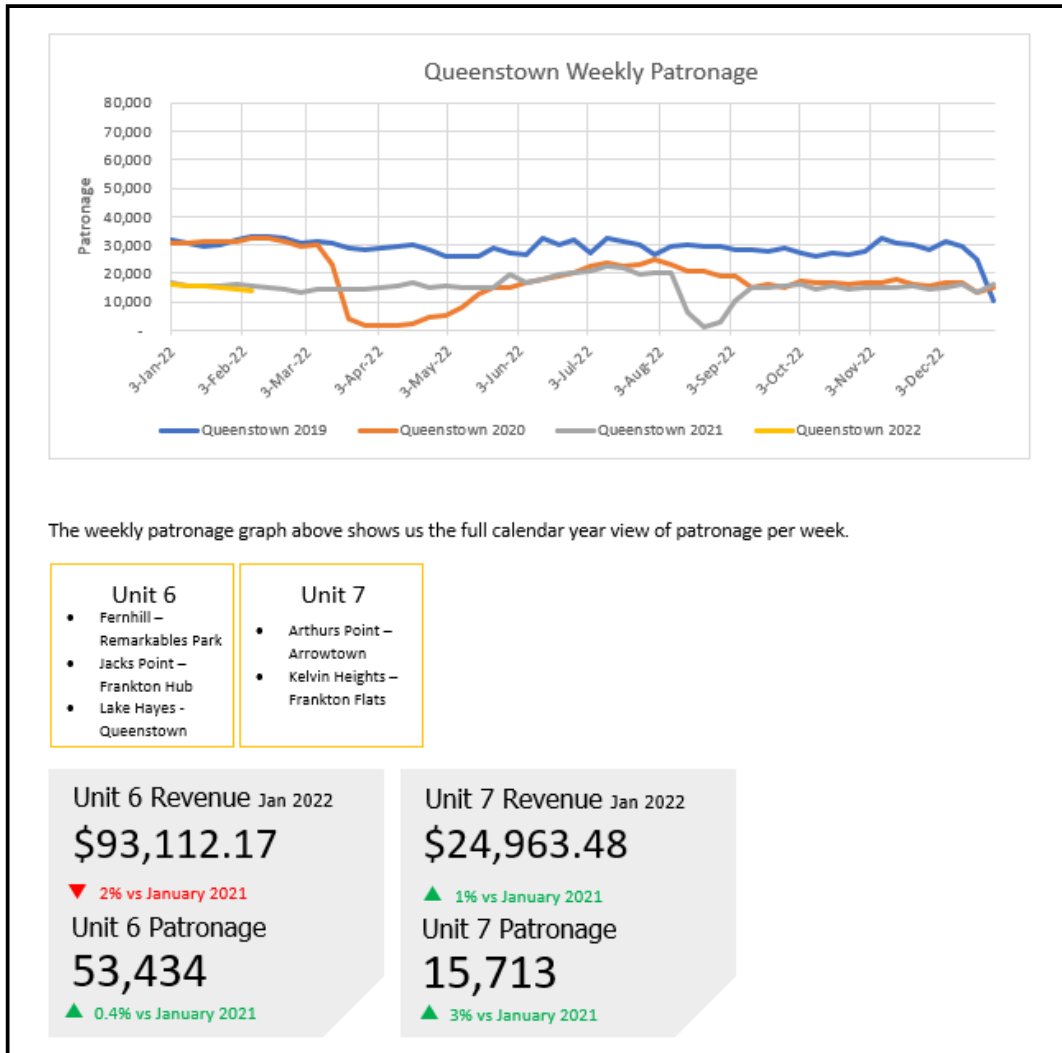 Queenstown Weekly Patronage
80,000
70,000
60,000
50,000
40,000
30,000
20,000
10,000
-
Patronage
3-Jan-22
3-Feb-22
3-Mar-22
3-Apr-22
3-May-22
3-Jun-22
3-Jul-22
3-Aug-22
3-Sep-22
3-Oct-22
3-Nov-22
3-Dec-22
Queenstown 2019
Queenstown 2020
Queenstown 2021
Queenstown 2022
The weekly patronage graph above shows us the full calendar year view of patronage per week.
Unit 6
• Fernhill –
Remarkables Park
• Jacks Point –
Frankton Hub
• Lake Hayes -
Queenstown
Unit 7
• Arthurs Point –
Arrowtown
• Kelvin Heights –
Frankton Flats
Unit 6 Revenue Jan 2022
$93,112.17
▼ 2% vs January 2021
Unit 6 Patronage
53,434
▲ 0.4% vs January 2021
Unit 7 Revenue Jan 2022
$24,963.48
▲ 1% vs January 2021
Unit 7 Patronage
15,713
▲ 3% vs January 2021